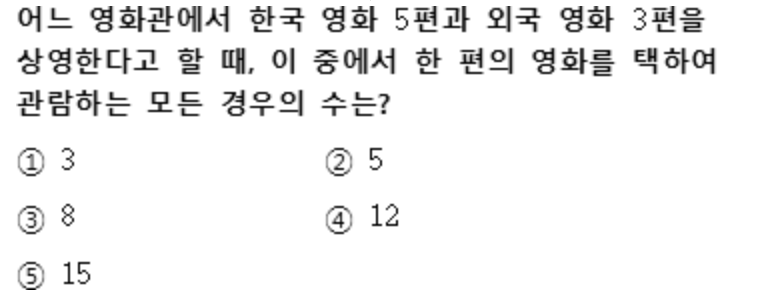 어느 영화관에서 한국 영화 5편과 외국 영화 3편을
상영한다고 할 때, 이 중에서 한 편의 영화를 택하여
관람하는 모든 경우의 수는?
① 3 ② 5
③ 8 ④ 12
⑤ 15